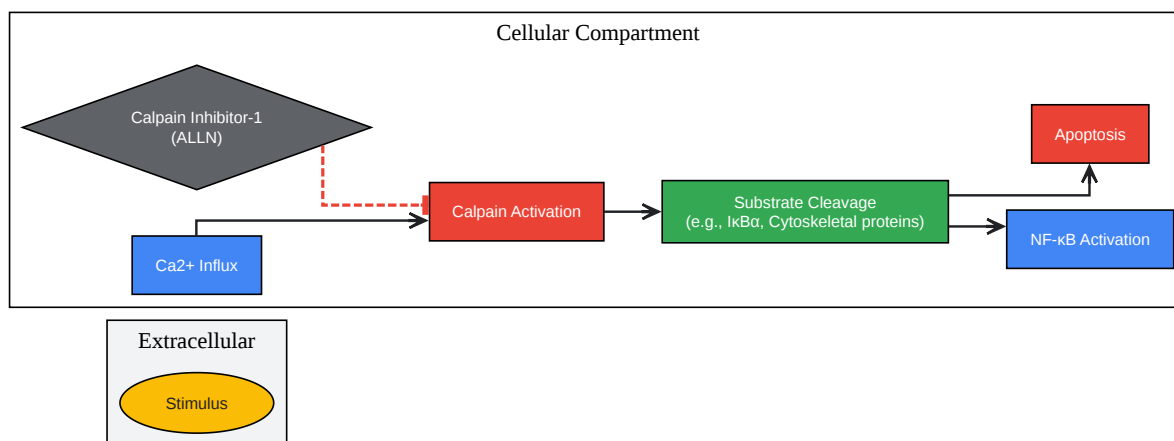 Cellular Compartment
Calpain Inhibitor-1
(ALLN)
Apoptosis
Calpain Activation
Substrate Cleavage
(e.g., IκBα, Cytoskeletal proteins)
NF-κB Activation
Ca2+ Influx
Extracellular
Stimulus